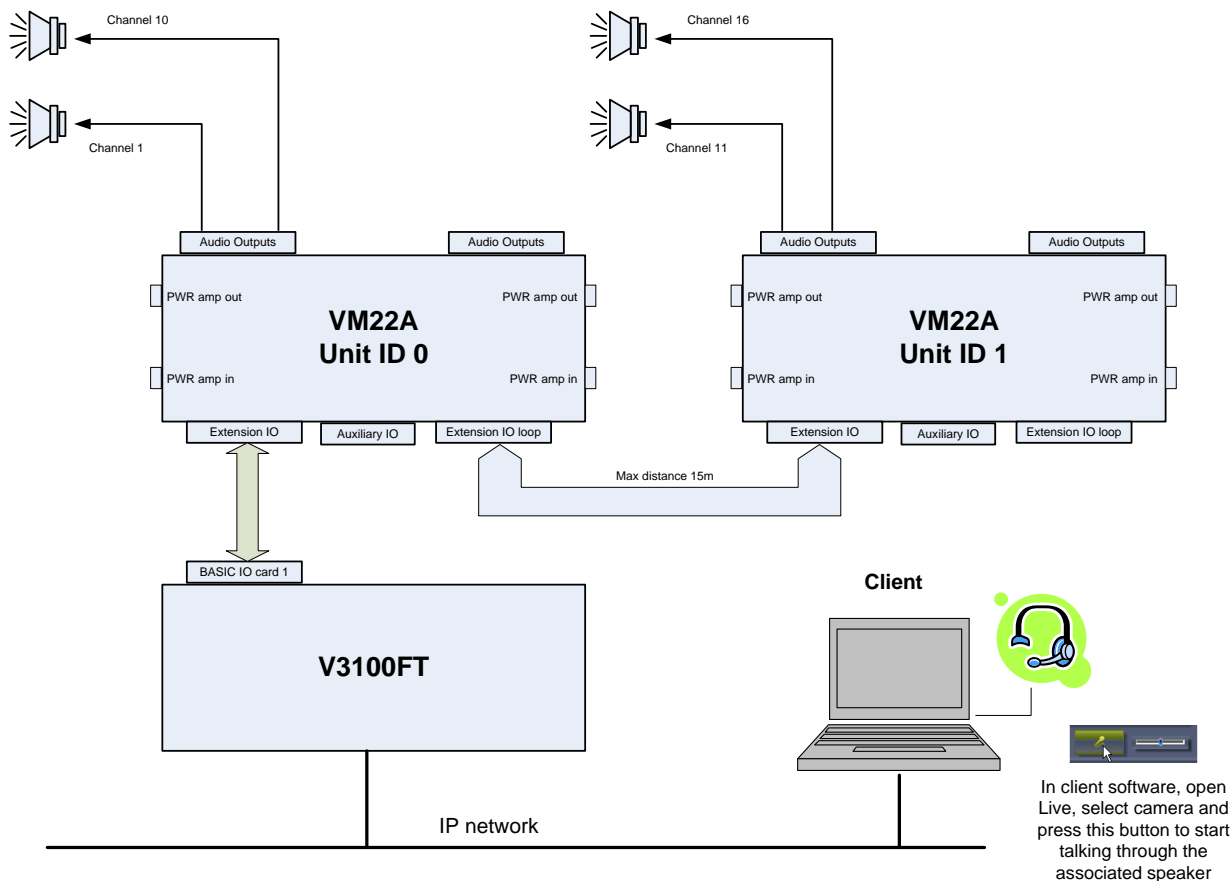 Channel 10
Channel 16
Channel 1
Channel 11
Audio Outputs
Audio Outputs
Audio Outputs
Audio Outputs
PWR amp out
PWR amp out
PWR amp out
PWR amp out
VM22A
Unit ID 0
VM22A
Unit ID 1
PWR amp in
PWR amp in
PWR amp in
PWR amp in
Extension IO
Auxiliary IO
Extension IO loop
Extension IO
Auxiliary IO
Extension IO loop
Max distance 15m
BASIC IO card 1
Client
V3100FT
IP network
In client software, open
Live, select camera and
press this button to start
talking through the
associated speaker